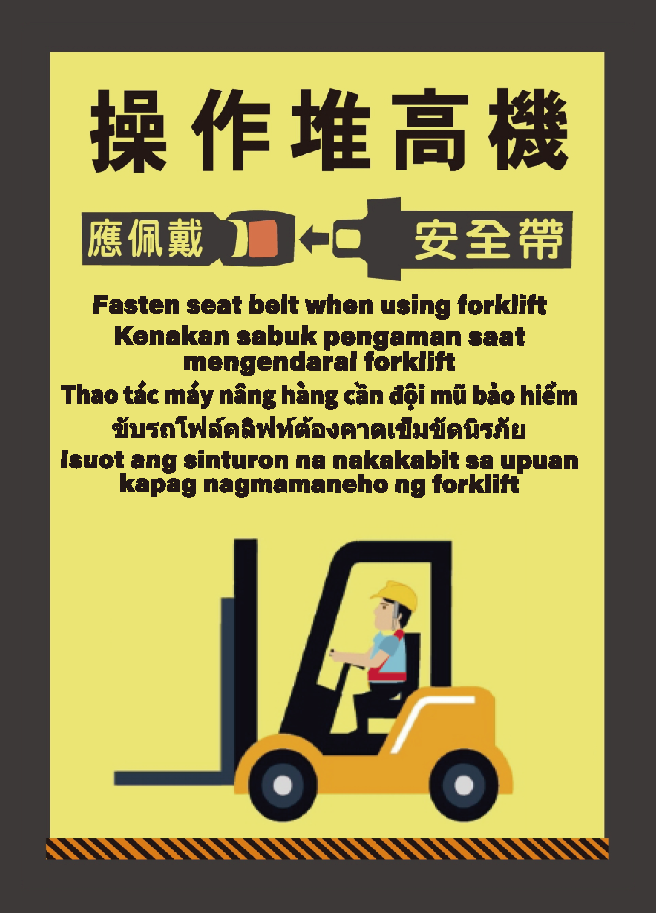 操作堆高機
應佩戴 安全帶
Fasten seat belt when using forklift
Kenakan sabuk pengaman saat
mengendarai forklift
Thao tác máy nâng hàng cần đội mũ bảo hiểm
ขับรถโฟล์คลิฟท์ต้องคาดเข็มขัดนิรภัย
Isuot ang sinturon na nakakabit sa upuan
kapag nagmamaneho ng forklift